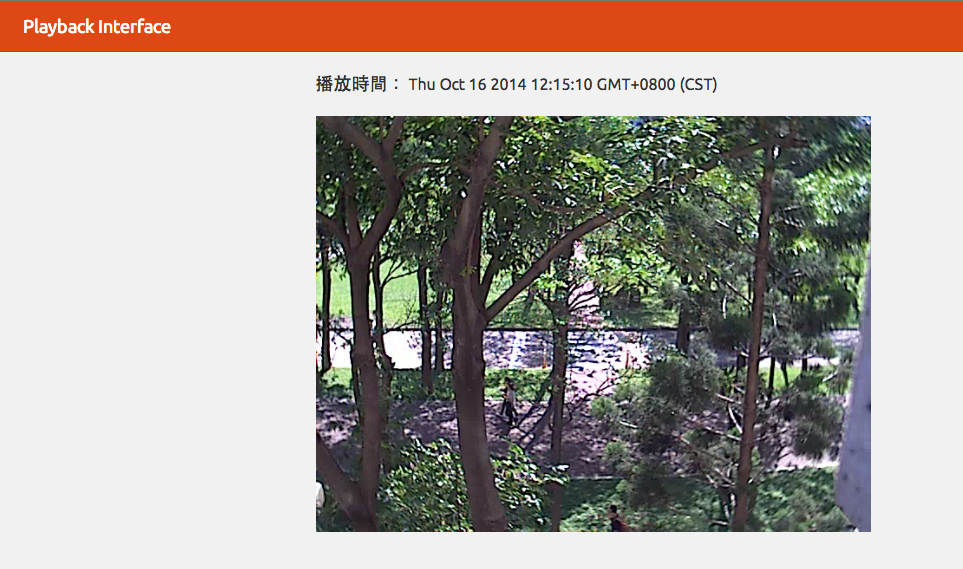 Playback Interface
播放時間： Thu Oct 16 2014 12:15:10 GMT+0800 (CST)